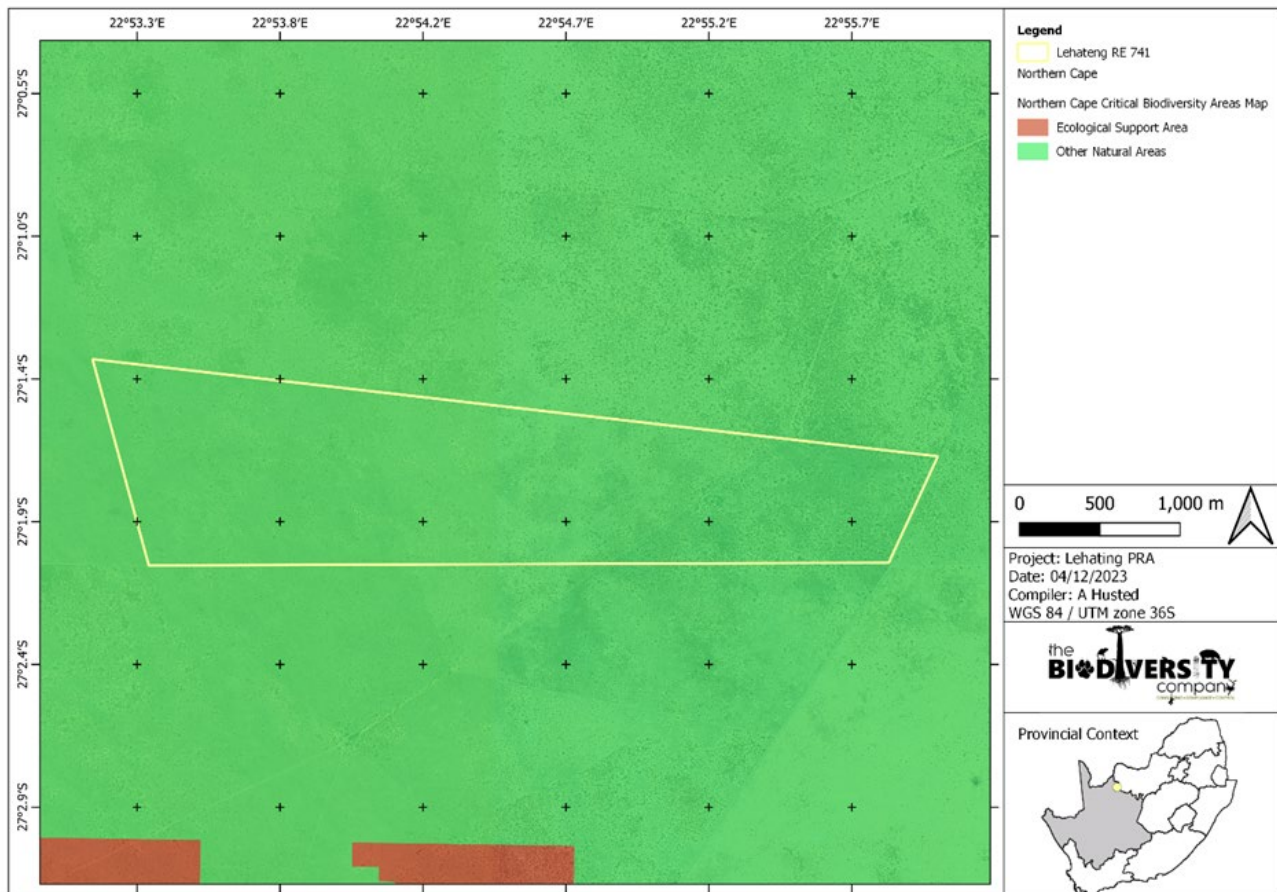 22°53.3'E 22°53.8'E 22°54.2'E 22°54.7'E 22°55.2'E 22°55.7'E
27°0.5'S
27°1.0'S
27°1.4'S
27°1.9'S
27°2.4'S
27°2.9'S
Legend
Lehateng RE 741
Northern Cape
Northern Cape Critical Biodiversity Areas Map
Ecological Support Area
Other Natural Areas
0 500 1,000 m
Project: Lehating PRA
Date: 04/12/2023
Compiler: A Husted
WGS 84 / UTM zone 36S
the
BIODIVERSITY
company
Provincial Context